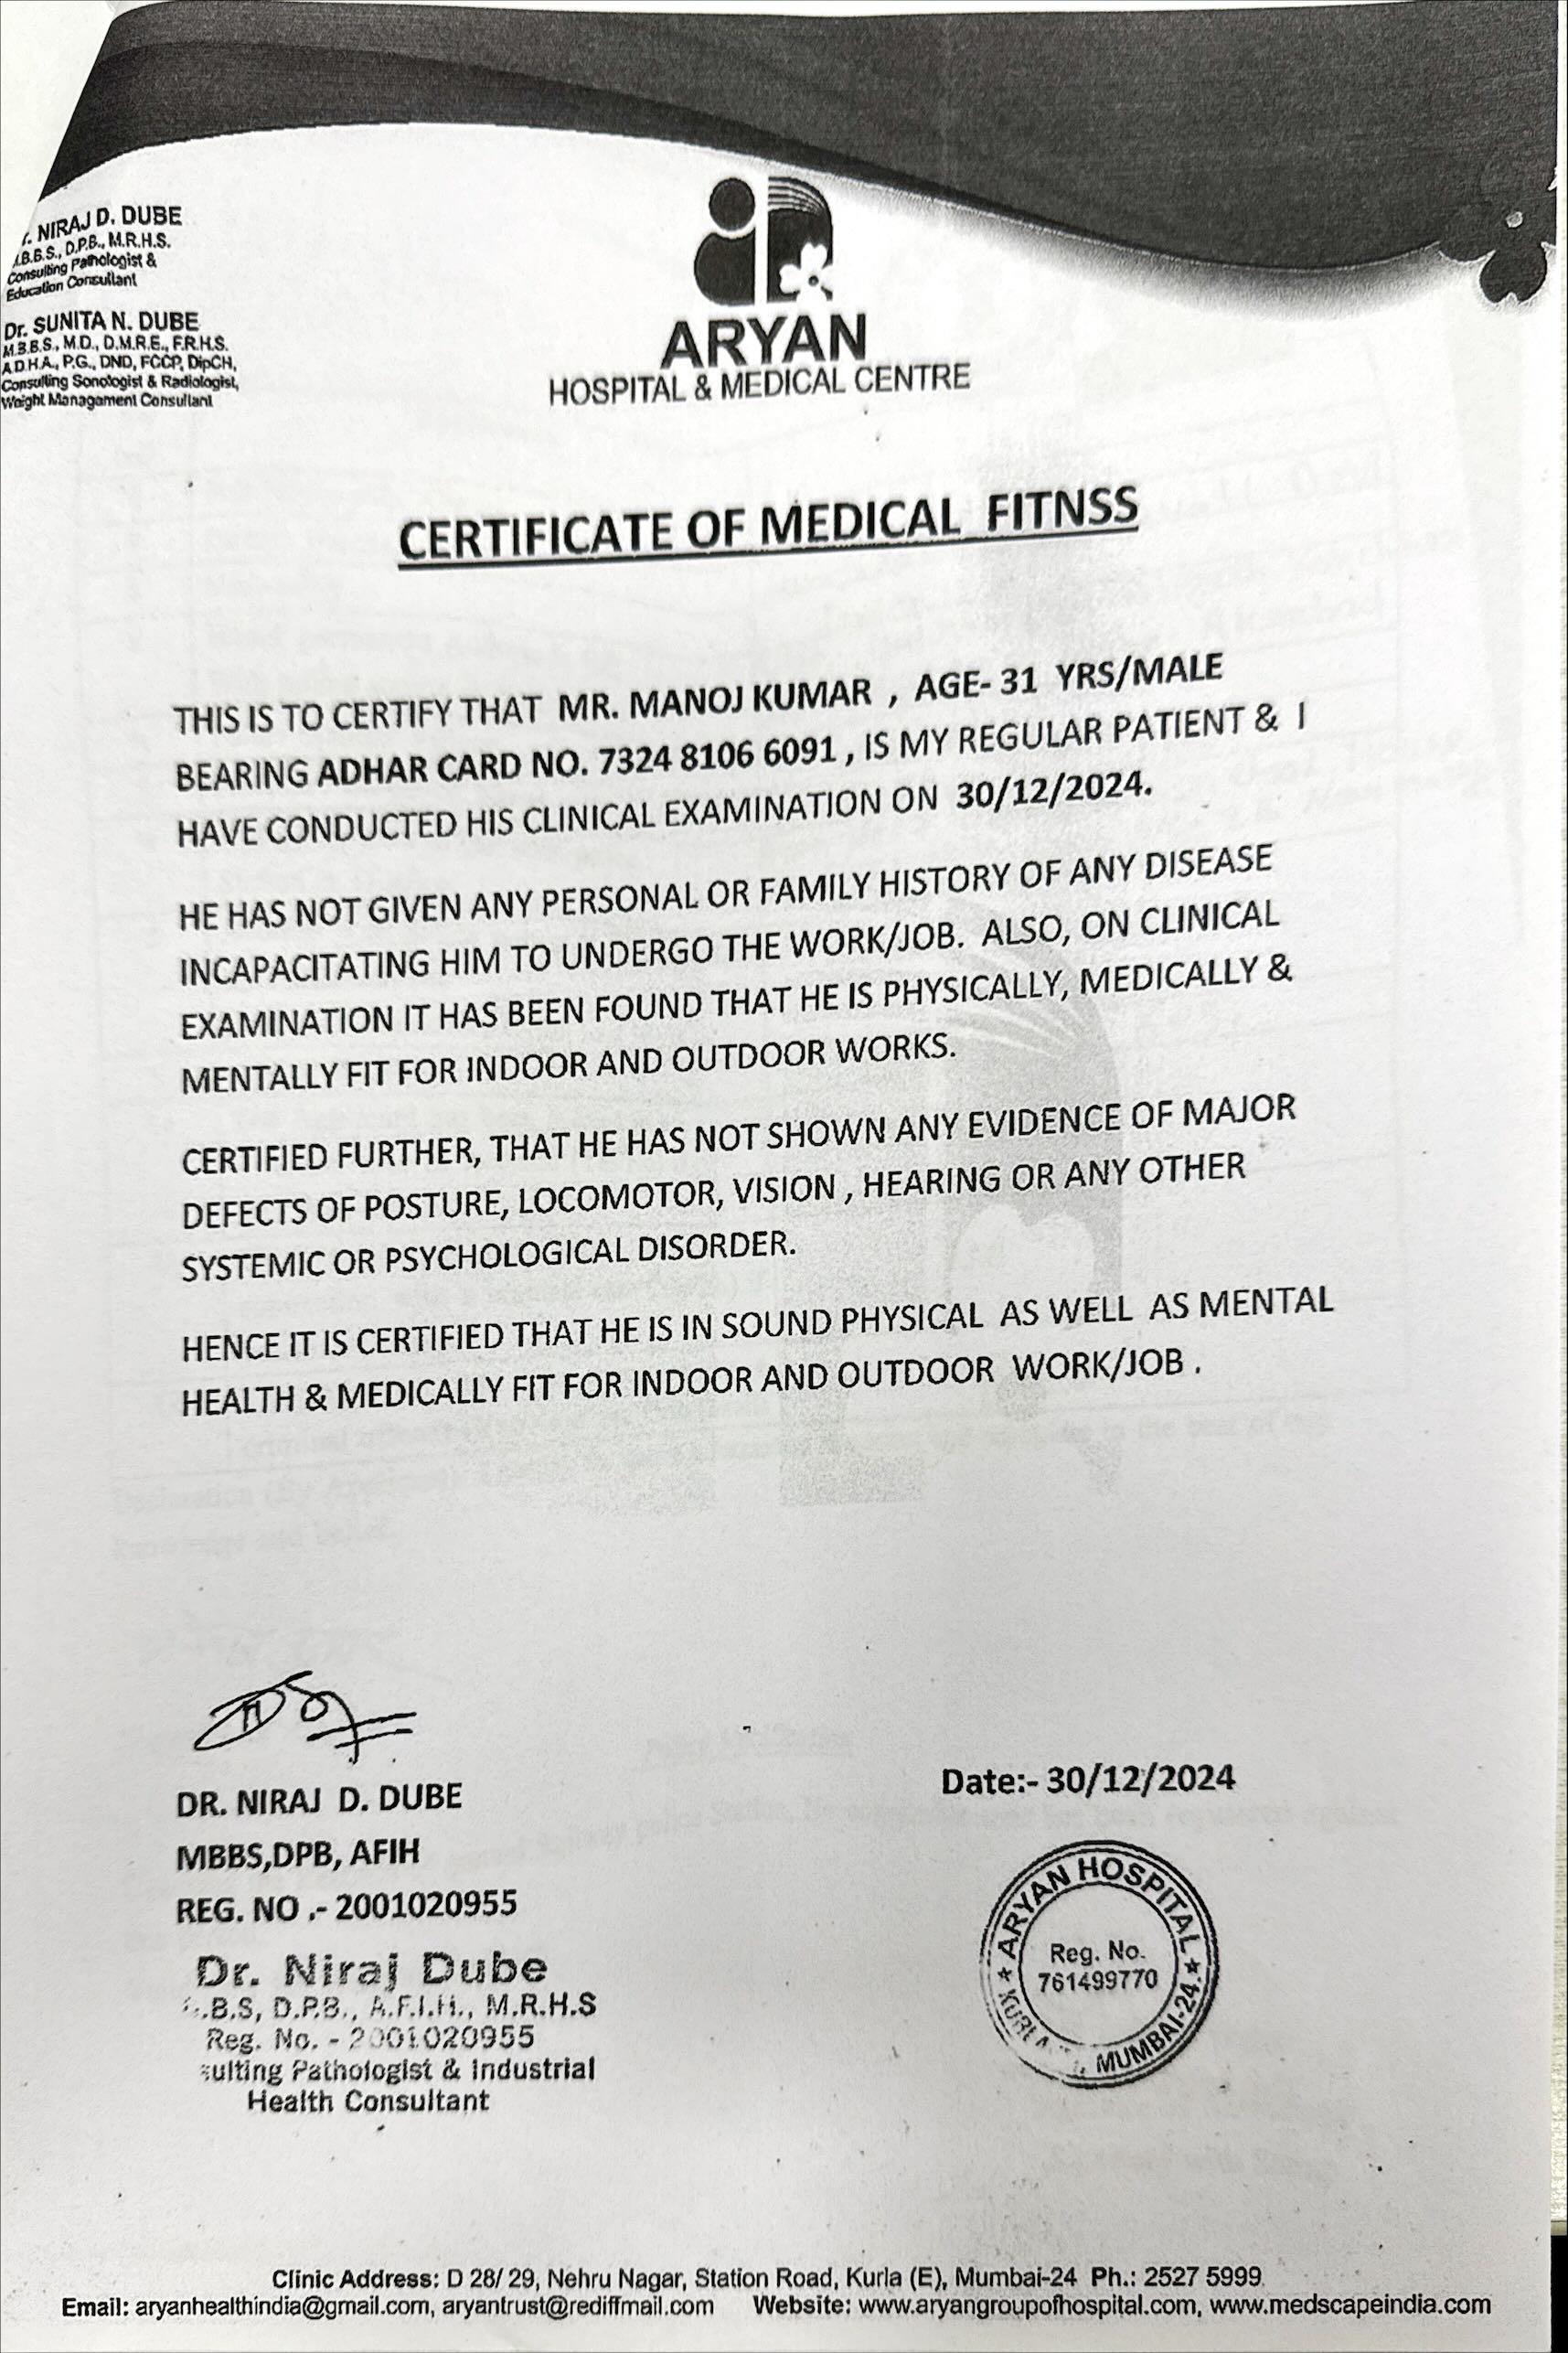 . NIRAJ D. DUBE
.B.B.S., D.P.B., M.R.H.S.
Consulting Pathologist &
Education Consultant
Dr. SUNITA N. DUBE
M.B.B.S., M.D., D.M.R.E., F.R.H.S.
A.D.H.A., P.G., DND, FCCP, DipCH,
Consulting Sonologist & Radiologist,
Weight Management Consultant
ARYAN
HOSPITAL & MEDICAL CENTRE
CERTIFICATE OF MEDICAL FITNSS
THIS IS TO CERTIFY THAT MR. MANOJ KUMAR , AGE- 31 YRS/MALE
BEARING ADHAR CARD NO. 7324 8106 6091 , IS MY REGULAR PATIENT & I
HAVE CONDUCTED HIS CLINICAL EXAMINATION ON 30/12/2024.
HE HAS NOT GIVEN ANY PERSONAL OR FAMILY HISTORY OF ANY DISEASE
INCAPACITATING HIM TO UNDERGO THE WORK/JOB. ALSO, ON CLINICAL
EXAMINATION IT HAS BEEN FOUND THAT HE IS PHYSICALLY, MEDICALLY &
MENTALLY FIT FOR INDOOR AND OUTDOOR WORKS.
CERTIFIED FURTHER, THAT HE HAS NOT SHOWN ANY EVIDENCE OF MAJOR
DEFECTS OF POSTURE, LOCOMOTOR, VISION , HEARING OR ANY OTHER
SYSTEMIC OR PSYCHOLOGICAL DISORDER.
HENCE IT IS CERTIFIED THAT HE IS IN SOUND PHYSICAL AS WELL AS MENTAL
HEALTH & MEDICALLY FIT FOR INDOOR AND OUTDOOR WORK/JOB .
DR. NIRAJ D. DUBE
MBBS,DPB, AFIH
REG. NO .- 2001020955
Dr. Niraj Dube
.B.S, D.P.B., A.F.I.H., M.R.H.S
Reg. No. - 2001020955
sulting Pathologist & Industrial
Health Consultant
Date:- 30/12/2024
★ ARYAN HOSPITAL ★
Reg. No.
761499770
KURLA MUMBAI-24.
Clinic Address: D 28/ 29, Nehru Nagar, Station Road, Kurla (E), Mumbai-24 Ph.: 2527 5999
Email: aryanhealthindia@gmail.com, aryantrust@rediffmail.com Website: www.aryangroupofhospital.com, www.medscapeindia.com